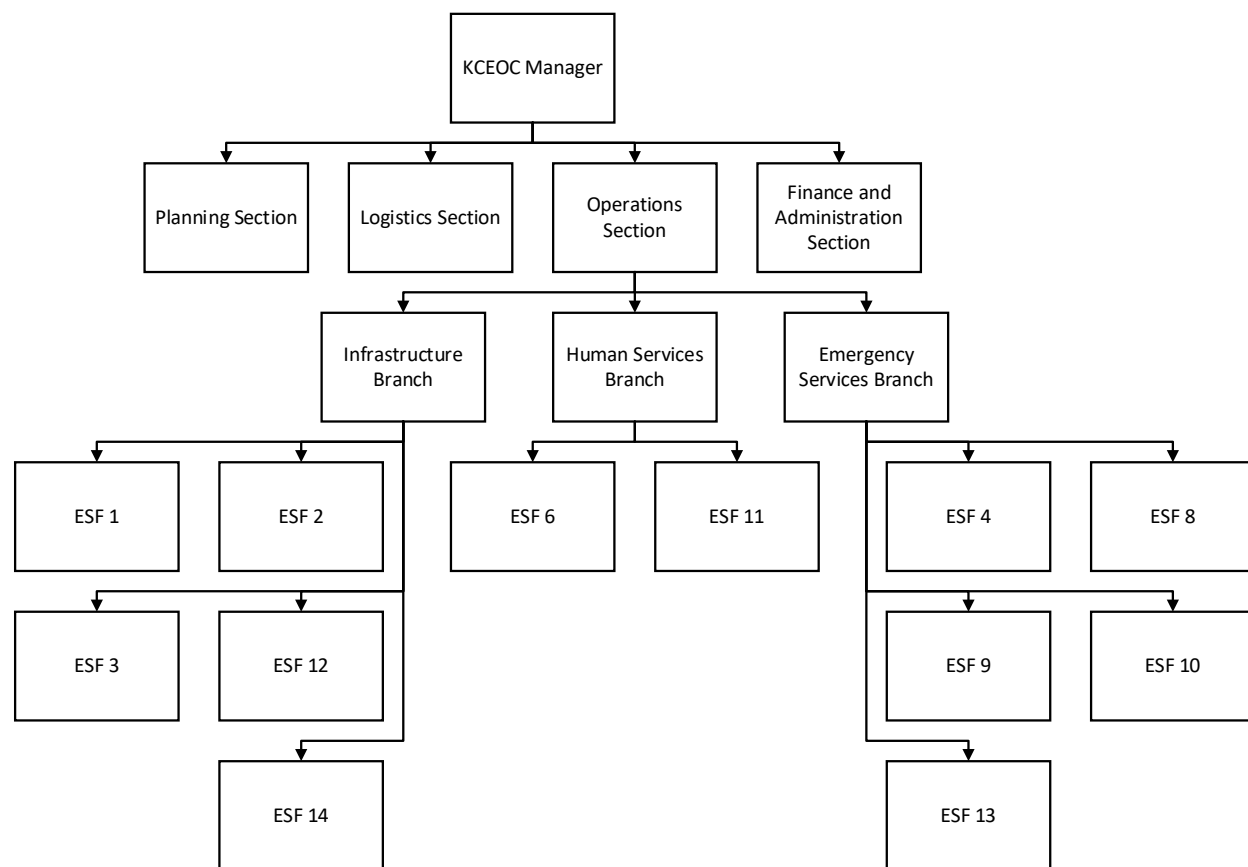 KCEOC Manager
Planning Section
Logistics Section
Operations
Section
Finance and
Administration
Section
Infrastructure
Branch
Human Services
Branch
Emergency
Services Branch
ESF 1
ESF 2
ESF 6
ESF 11
ESF 4
ESF 8
ESF 3
ESF 12
ESF 9
ESF 10
ESF 14
ESF 13